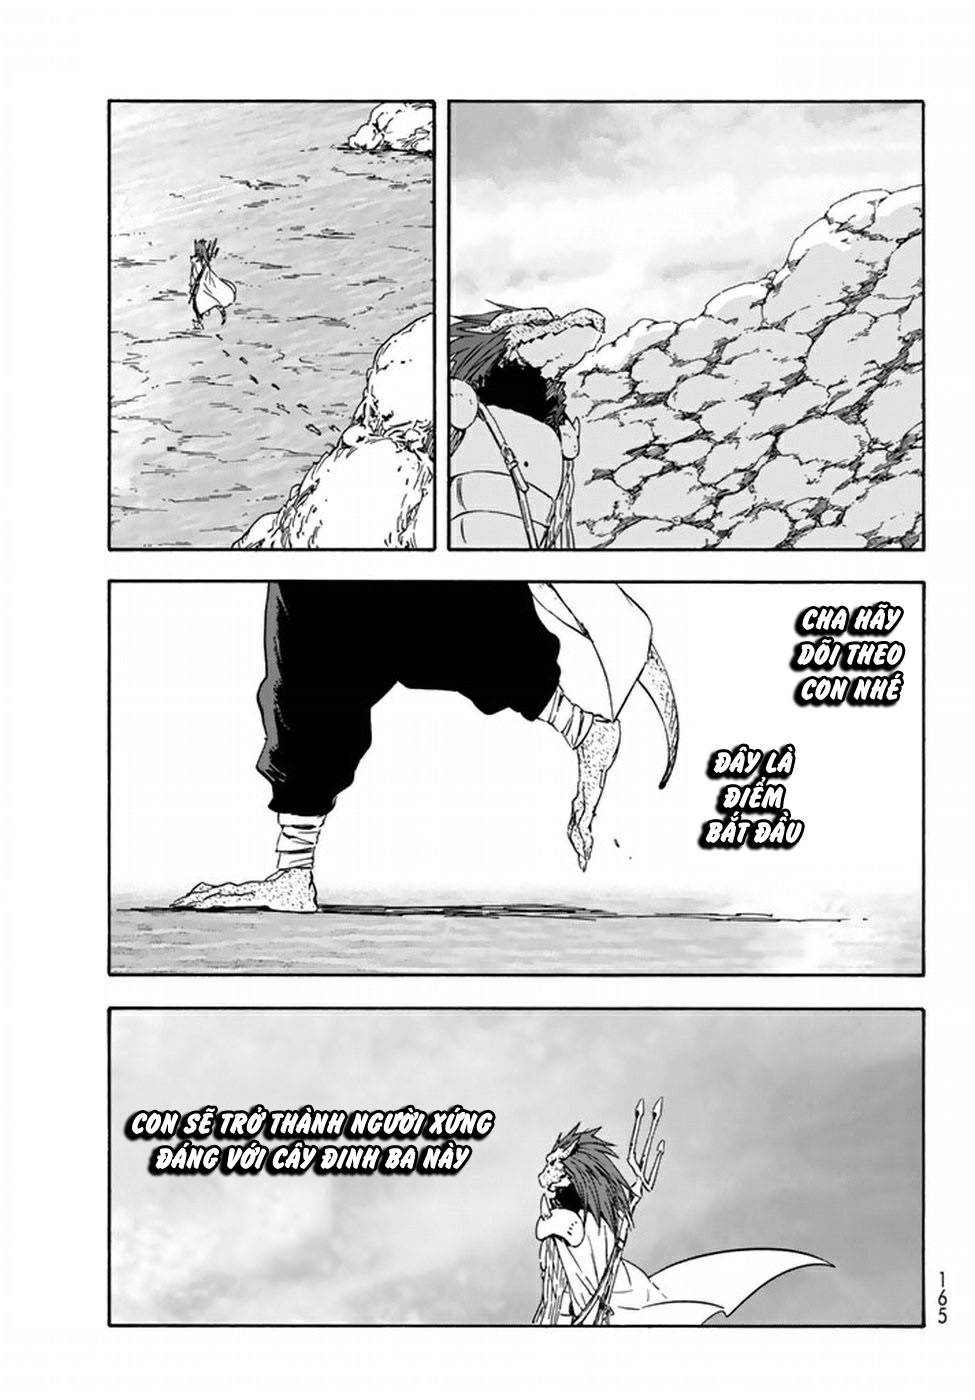 CHA HÃY
DÕI THEO
CON NHÉ
ĐÂY LÀ
ĐIỂM
BẮT ĐẦU
CON SẼ TRỞ THÀNH NGƯỜI XỨNG
ĐÁNG VỚI CÂY ĐINH BA NÀY
165